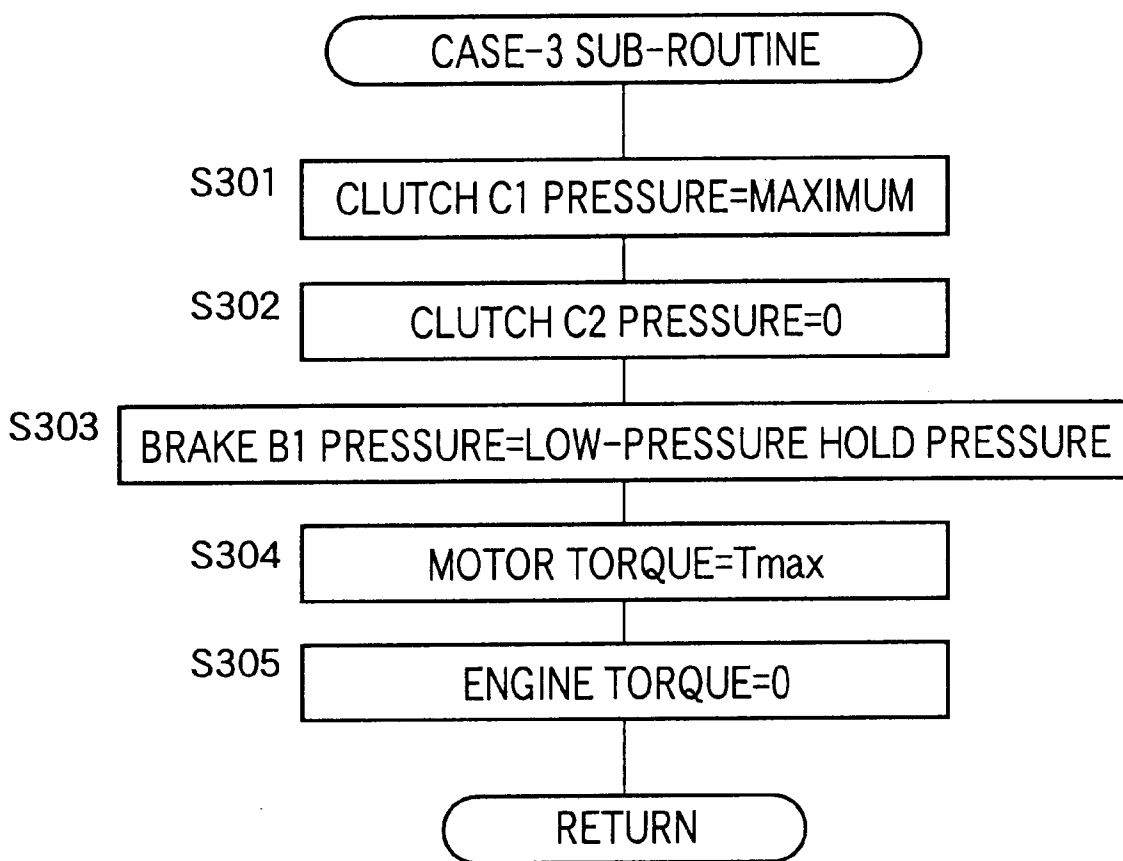 CASE-3 SUB-ROUTINE
S301
CLUTCH C1 PRESSURE=MAXIMUM
S302
CLUTCH C2 PRESSURE=0
S303
BRAKE B1 PRESSURE=LOW-PRESSURE HOLD PRESSURE
S304
MOTOR TORQUE=Tmax
S305
ENGINE TORQUE=0
RETURN